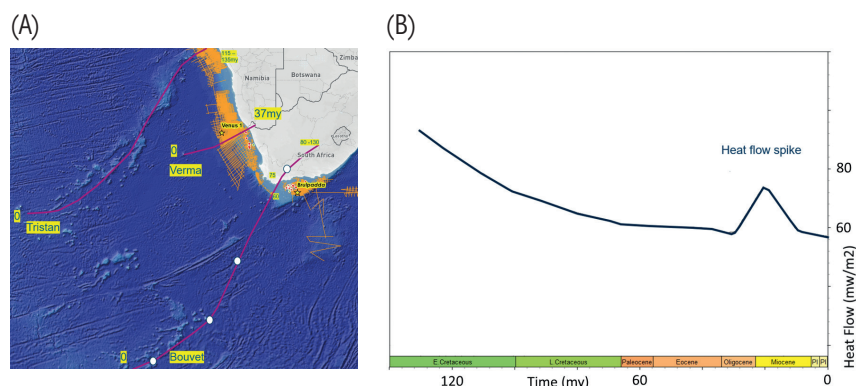 (A)
(B)
115 –
130my
Namibia
Botswana
Zimba
Venus 1
37my
0
Verma
80 -130
South Africa
75
Brulpadda
0
Tristan
0
Bouvet
Heat flow spike
80
60
Heat Flow (mw/m2)
E.Cretaceous
L.Cretaceous
Paleocene
Eocene
Oligocene
Miocene
Pl
Pl
120
60
0
Time (my)